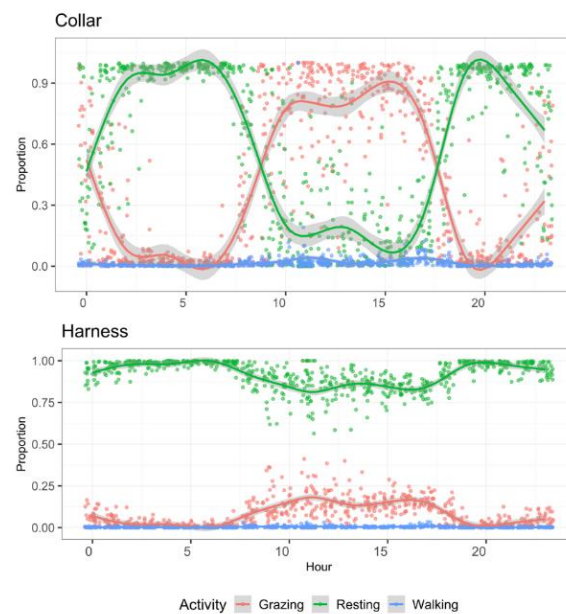 Collar
0.9
0.6
0.3
0.0
Proportion
0 5 10 15 20
Harness
1.00
0.75
0.50
0.25
0.00
Proportion
0 5 10 15 20
Hour
Activity Grazing Resting Walking